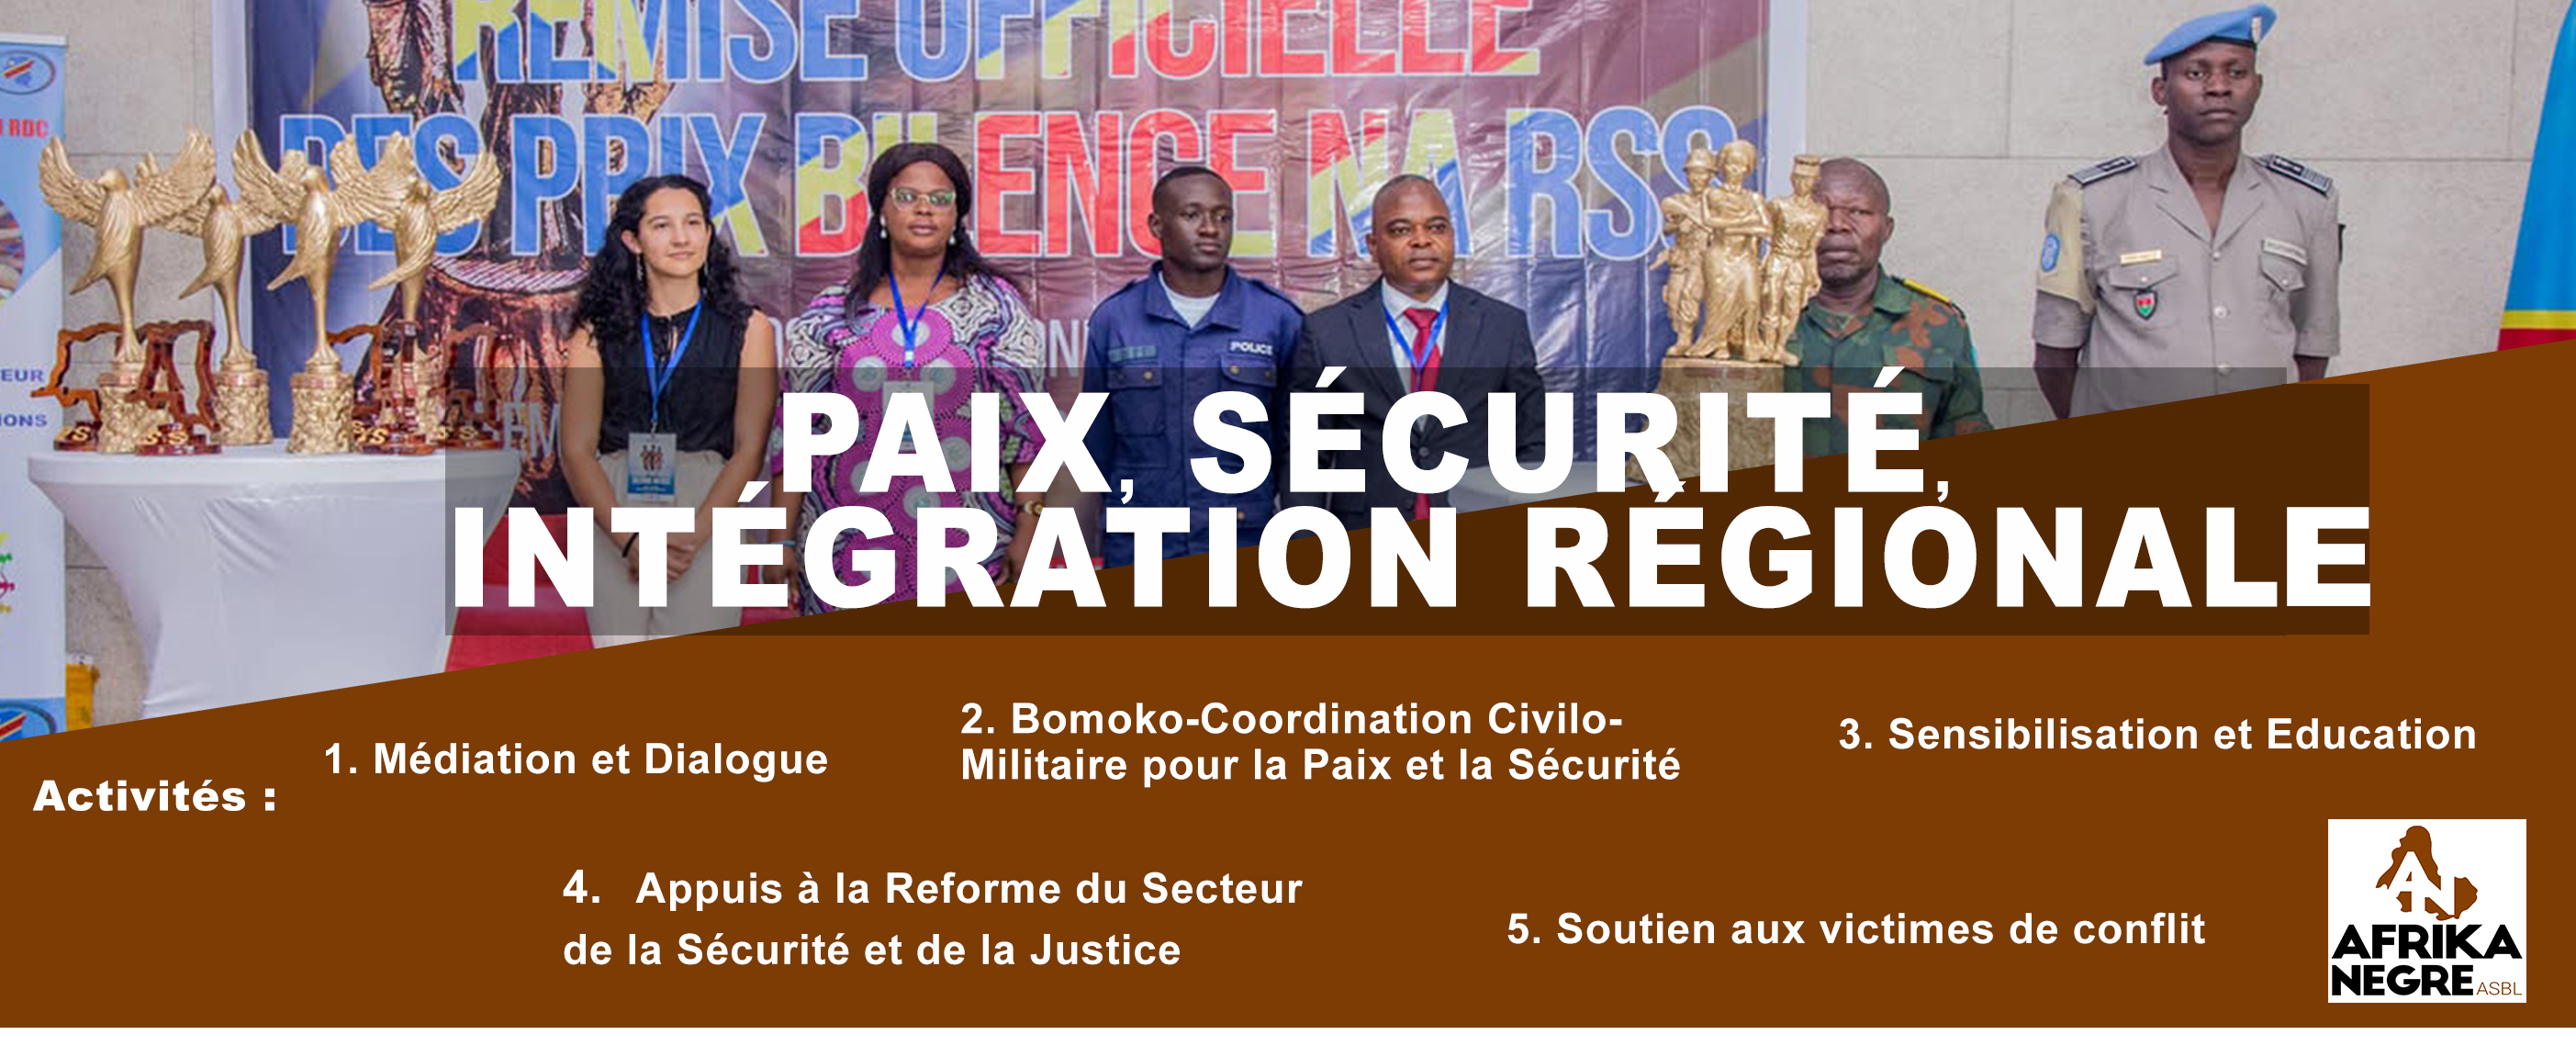 REMISE OFFICIELLE
DES PRIX BILENGE NA RSS
RDC
EUR
IONS
POLICE
PAIX, SÉCURITÉ,
INTÉGRATION RÉGIONALE
Activités :
1. Médiation et Dialogue
2. Bomoko-Coordination Civilo-
Militaire pour la Paix et la Sécurité
3. Sensibilisation et Education
4. Appuis à la Reforme du Secteur
de la Sécurité et de la Justice
5. Soutien aux victimes de conflit
AN
AFRIKA
NEGRE ASBL